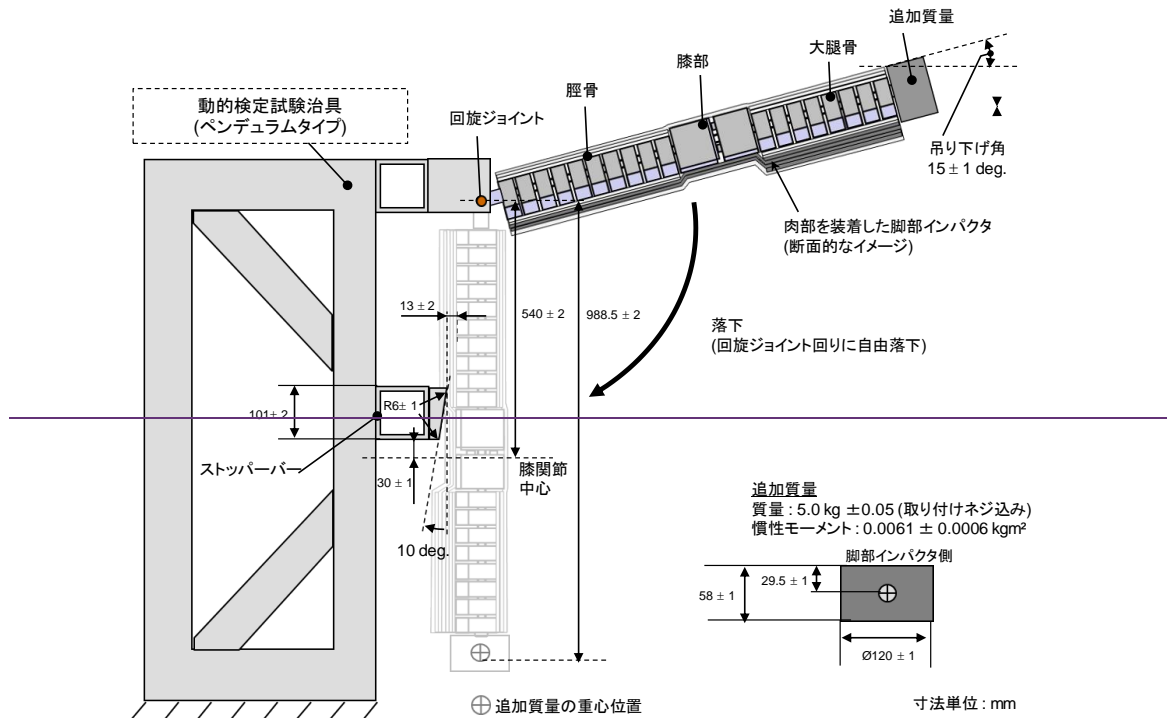 追加質量
大腿骨
膝部
脛骨
動的検定試験治具
(ペンデュラムタイプ)
回旋ジョイント
吊り下げ角
15 ± 1 deg.
肉部を装着した脚部インパクタ
(断面的なイメージ)
13 ± 2
540 ± 2
988.5 ± 2
落下
(回旋ジョイント回りに自由落下)
101± 2
R6± 1
ストッパーバー
30 ± 1
膝関節
中心
10 deg.
追加質量
質量 : 5.0 kg ±0.05 (取り付けネジ込み)
慣性モーメント : 0.0061 ± 0.0006 kgm²
脚部インパクタ側
29.5 ± 1
58 ± 1
Ø120 ± 1
追加質量の重心位置
寸法単位 : mm